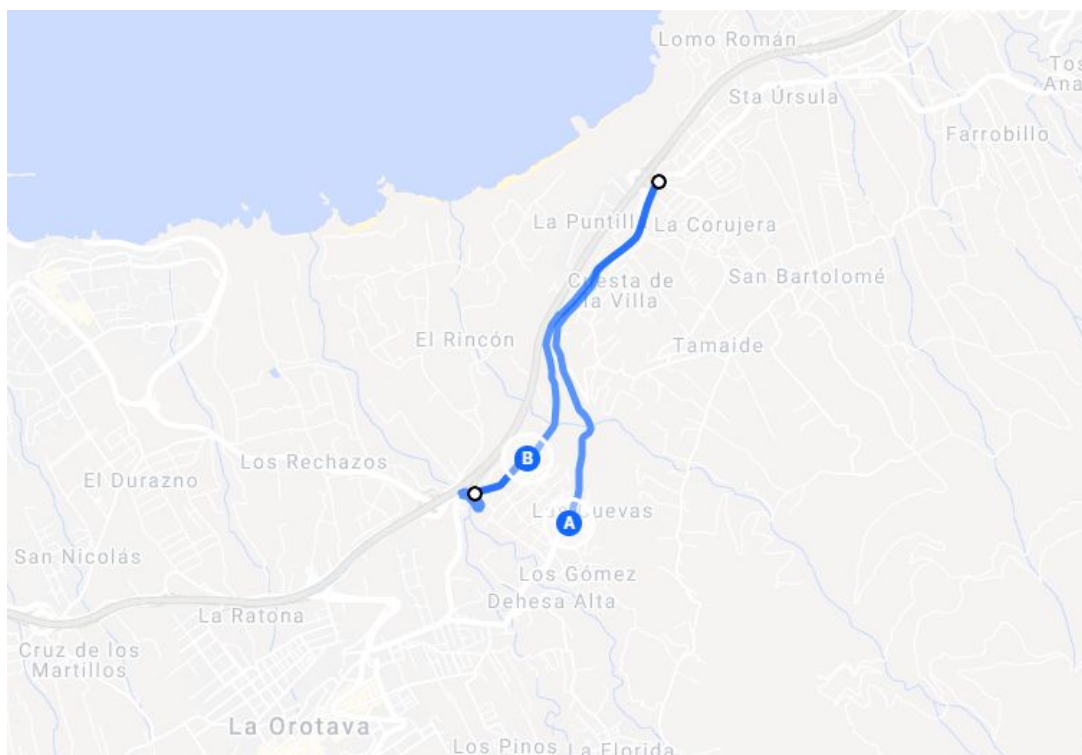 Lomo Román
Tos
Ana
Sta Úrsula
Farrobillo
La Puntilla
La Corujera
Cuesta de
la Villa
San Bartolomé
El Rincón
Tamaide
B
Los Rechazos
El Durazno
Las Cuevas
A
San Nicolás
Los Gómez
Dehesa Alta
La Ratona
Cruz de los
Martillos
La Orotava
Los Pinos
La Florida